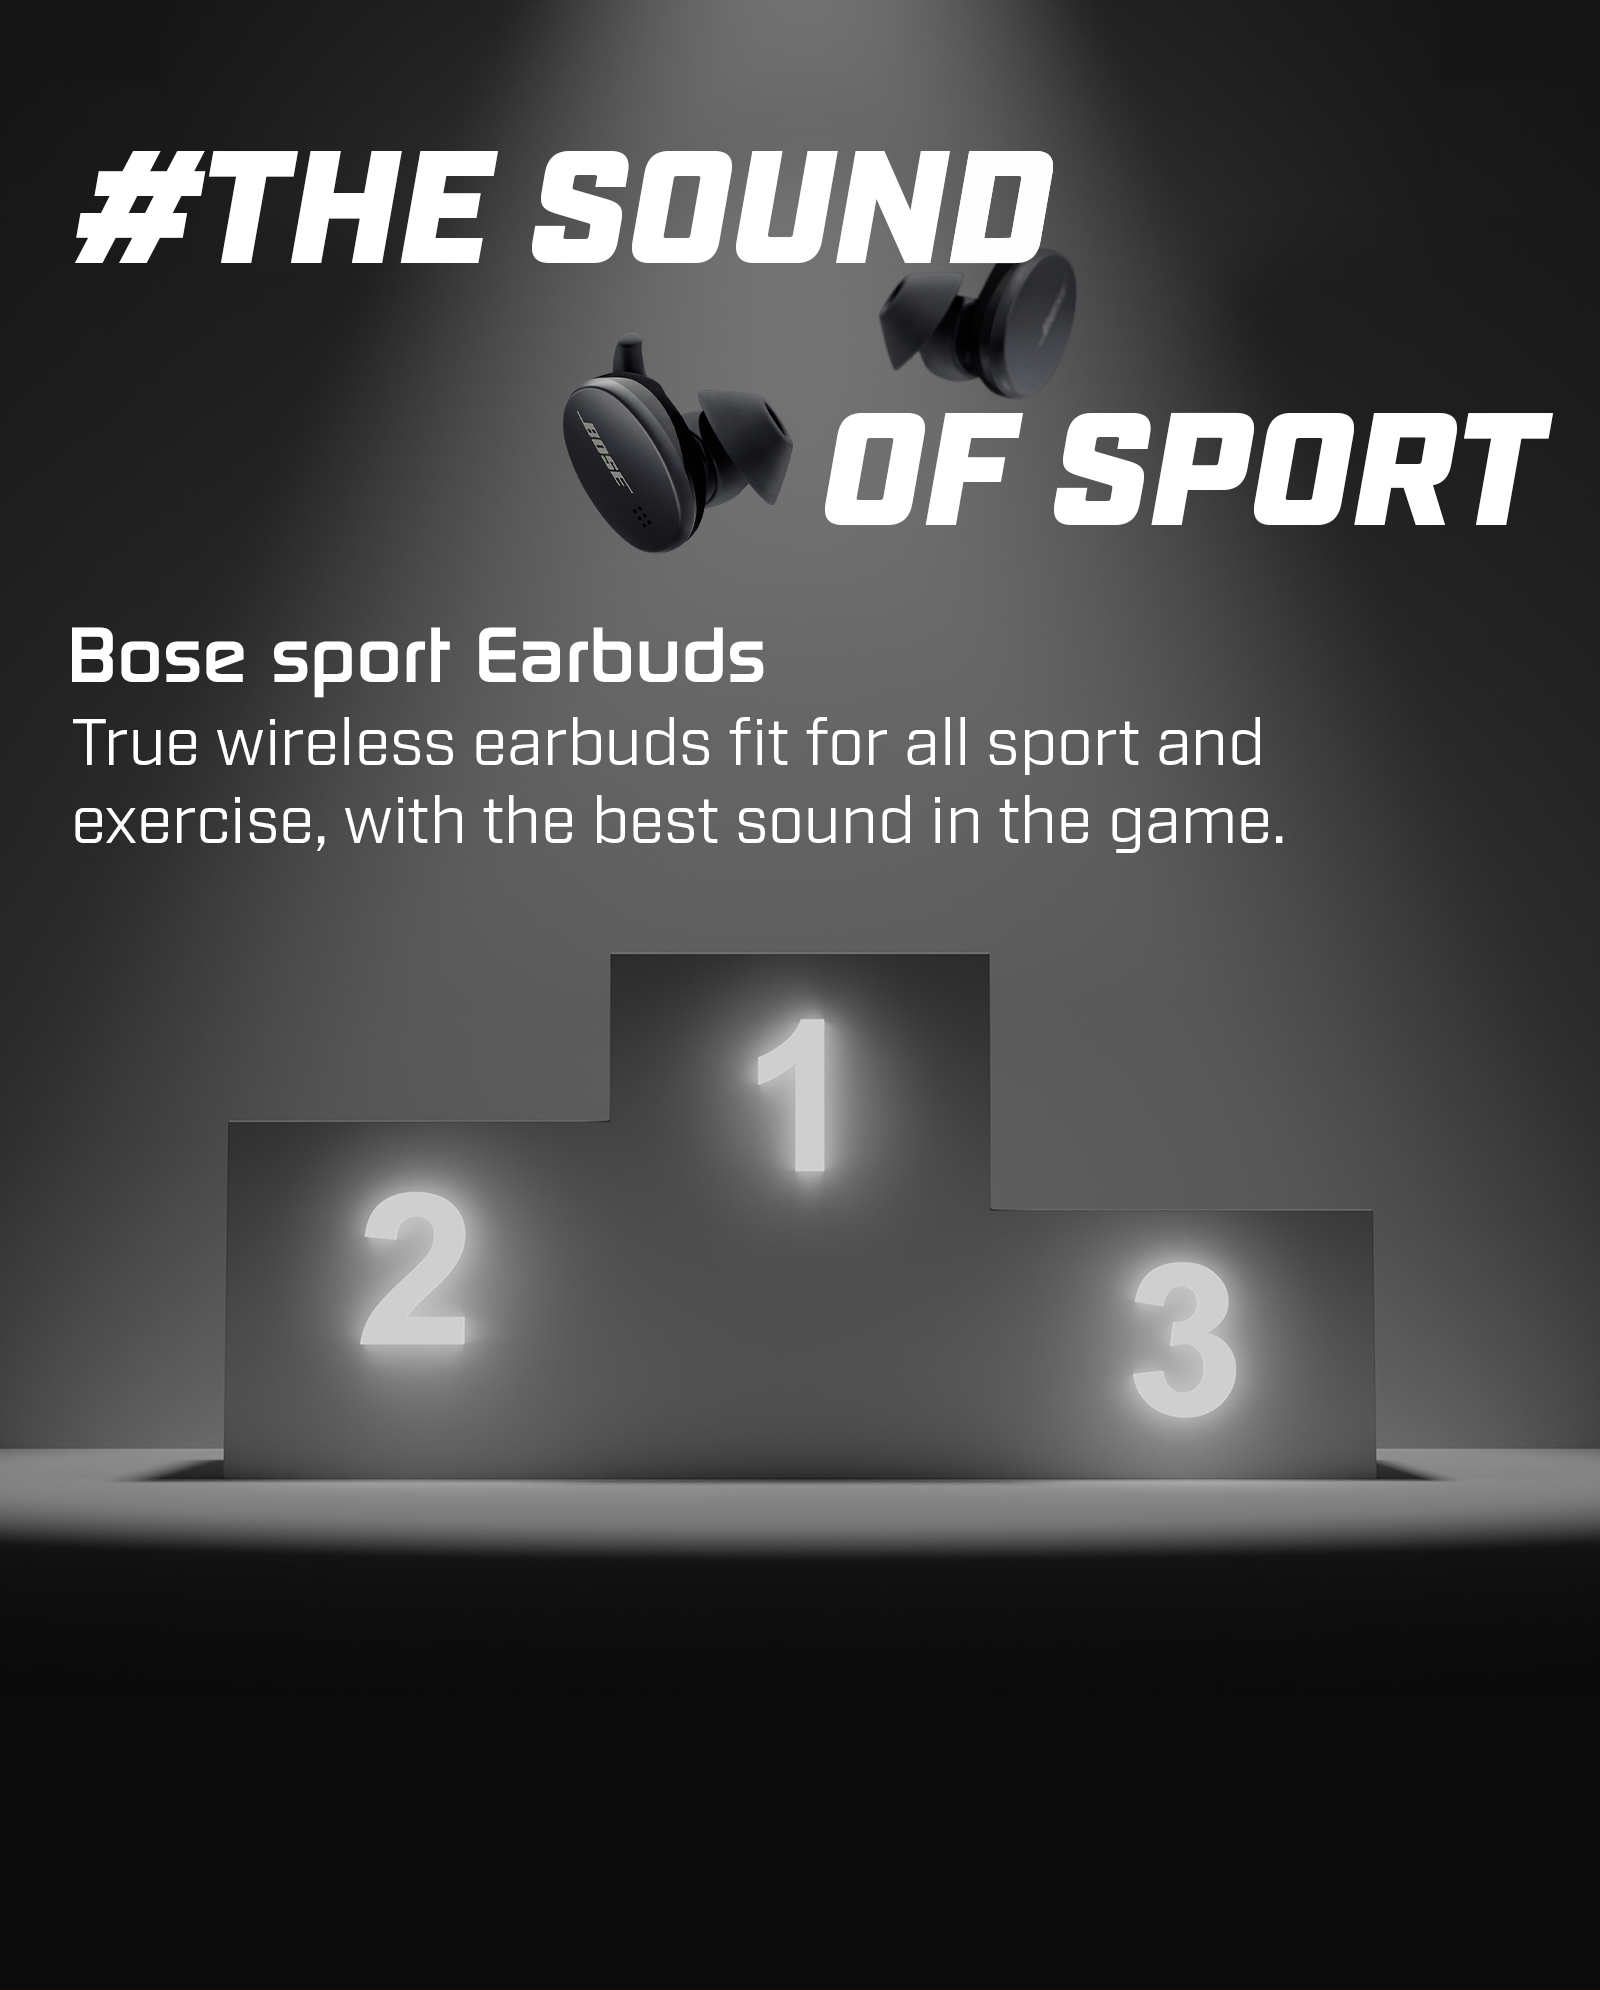 #THE SOUND
BOSE
OF SPORT
Bose sport Earbuds
True wireless earbuds fit for all sport and
exercise, with the best sound in the game.
1
2
3